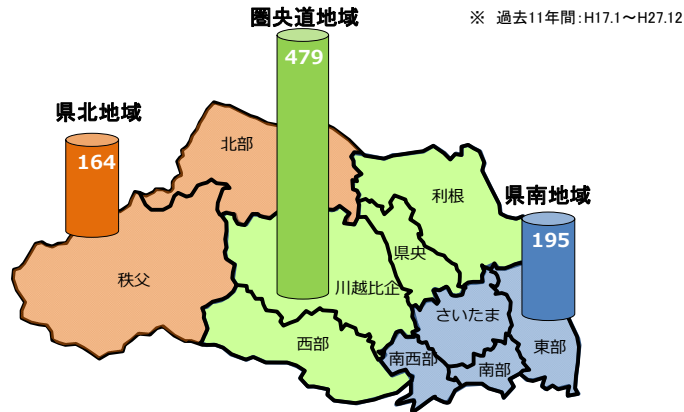 圏央道地域
※ 過去11年間:H17.1～H27.12
479
県北地域
164
北部
利根
県南地域
195
県央
秩父
川越比企
さいたま
西部
南西部
南部
東部